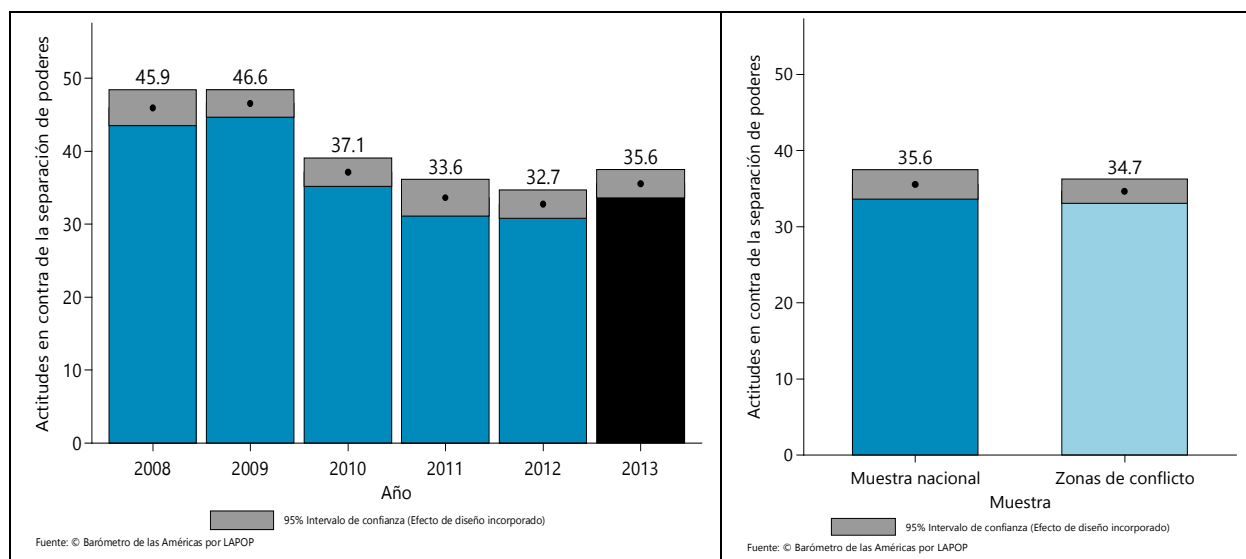 Actitudes en contra de la separación de poderes
50
40
30
20
10
0
45.9
46.6
37.1
33.6
32.7
35.6
2008
2009
2010
2011
2012
2013
Año
95% Intervalo de confianza (Efecto de diseño incorporado)
Fuente: © Barómetro de las Américas por LAPOP
Actitudes en contra de la separación de poderes
50
40
30
20
10
0
35.6
34.7
Muestra nacional
Zonas de conflicto
Muestra
95% Intervalo de confianza (Efecto de diseño incorporado)
Fuente: © Barómetro de las Américas por LAPOP